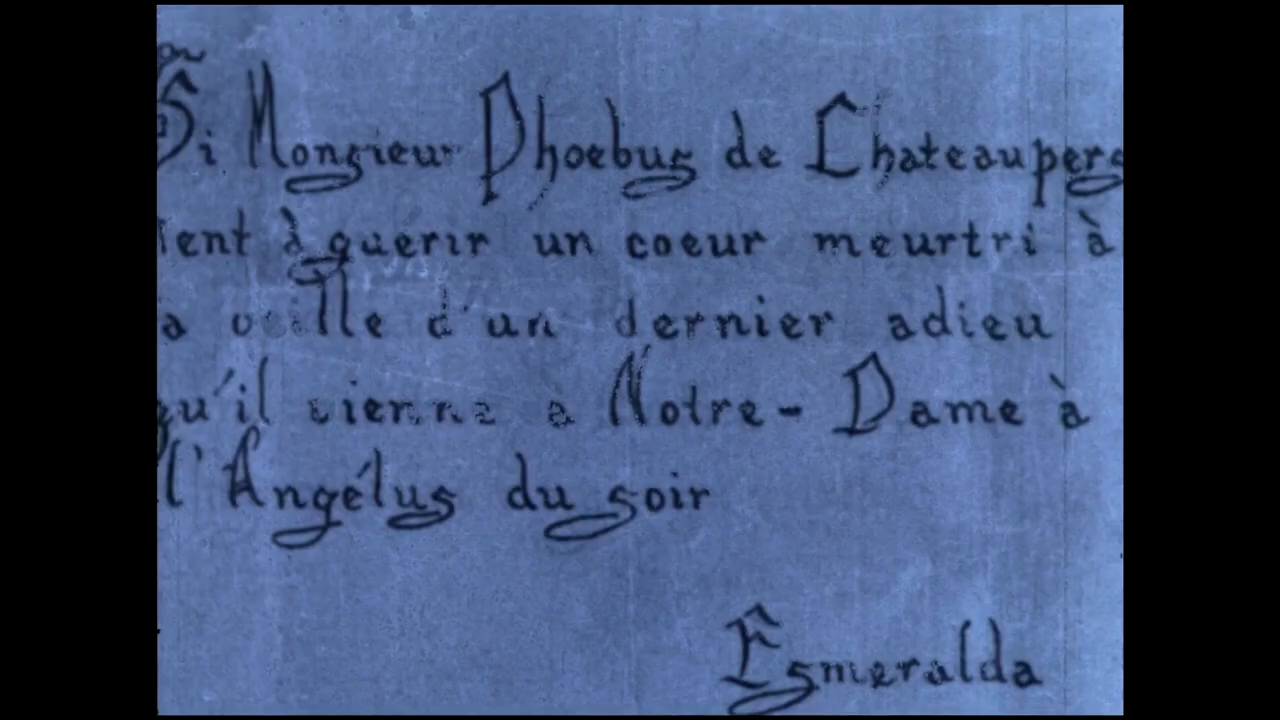 Si Monsieur Phoebus de Chateaupers
ient à guerir un coeur meurtri à
a veille d'un dernier adieu
qu'il vienne a Notre-Dame à
l'Angélus du soir
Esmeralda